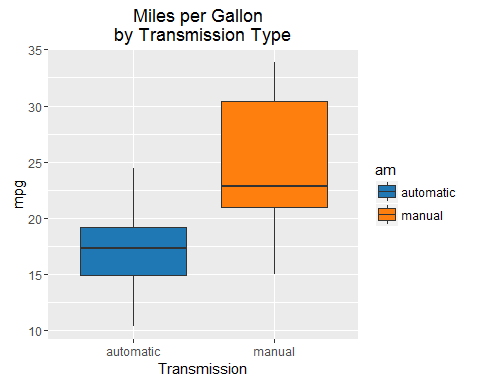 Miles per Gallon
by Transmission Type
35
30
25
20
15
10
mpg
automatic
manual
Transmission
am
automatic
manual